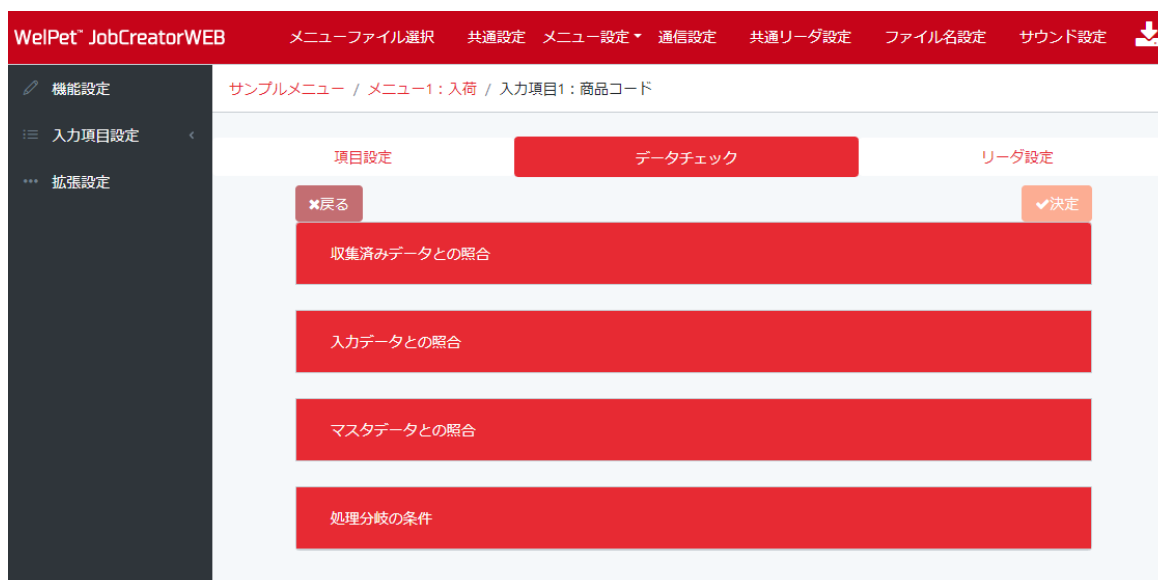 WelPet™ JobCreatorWEB メニューファイル選択 共通設定 メニュー設定 通信設定 共通リーダ設定 ファイル名設定 サウンド設定
機能設定
サンプルメニュー / メニュー1:入荷 / 入力項目1:商品コード
入力項目設定
項目設定 データチェック リーダ設定
拡張設定
戻る 決定
収集済みデータとの照合
入力データとの照合
マスタデータとの照合
処理分岐の条件